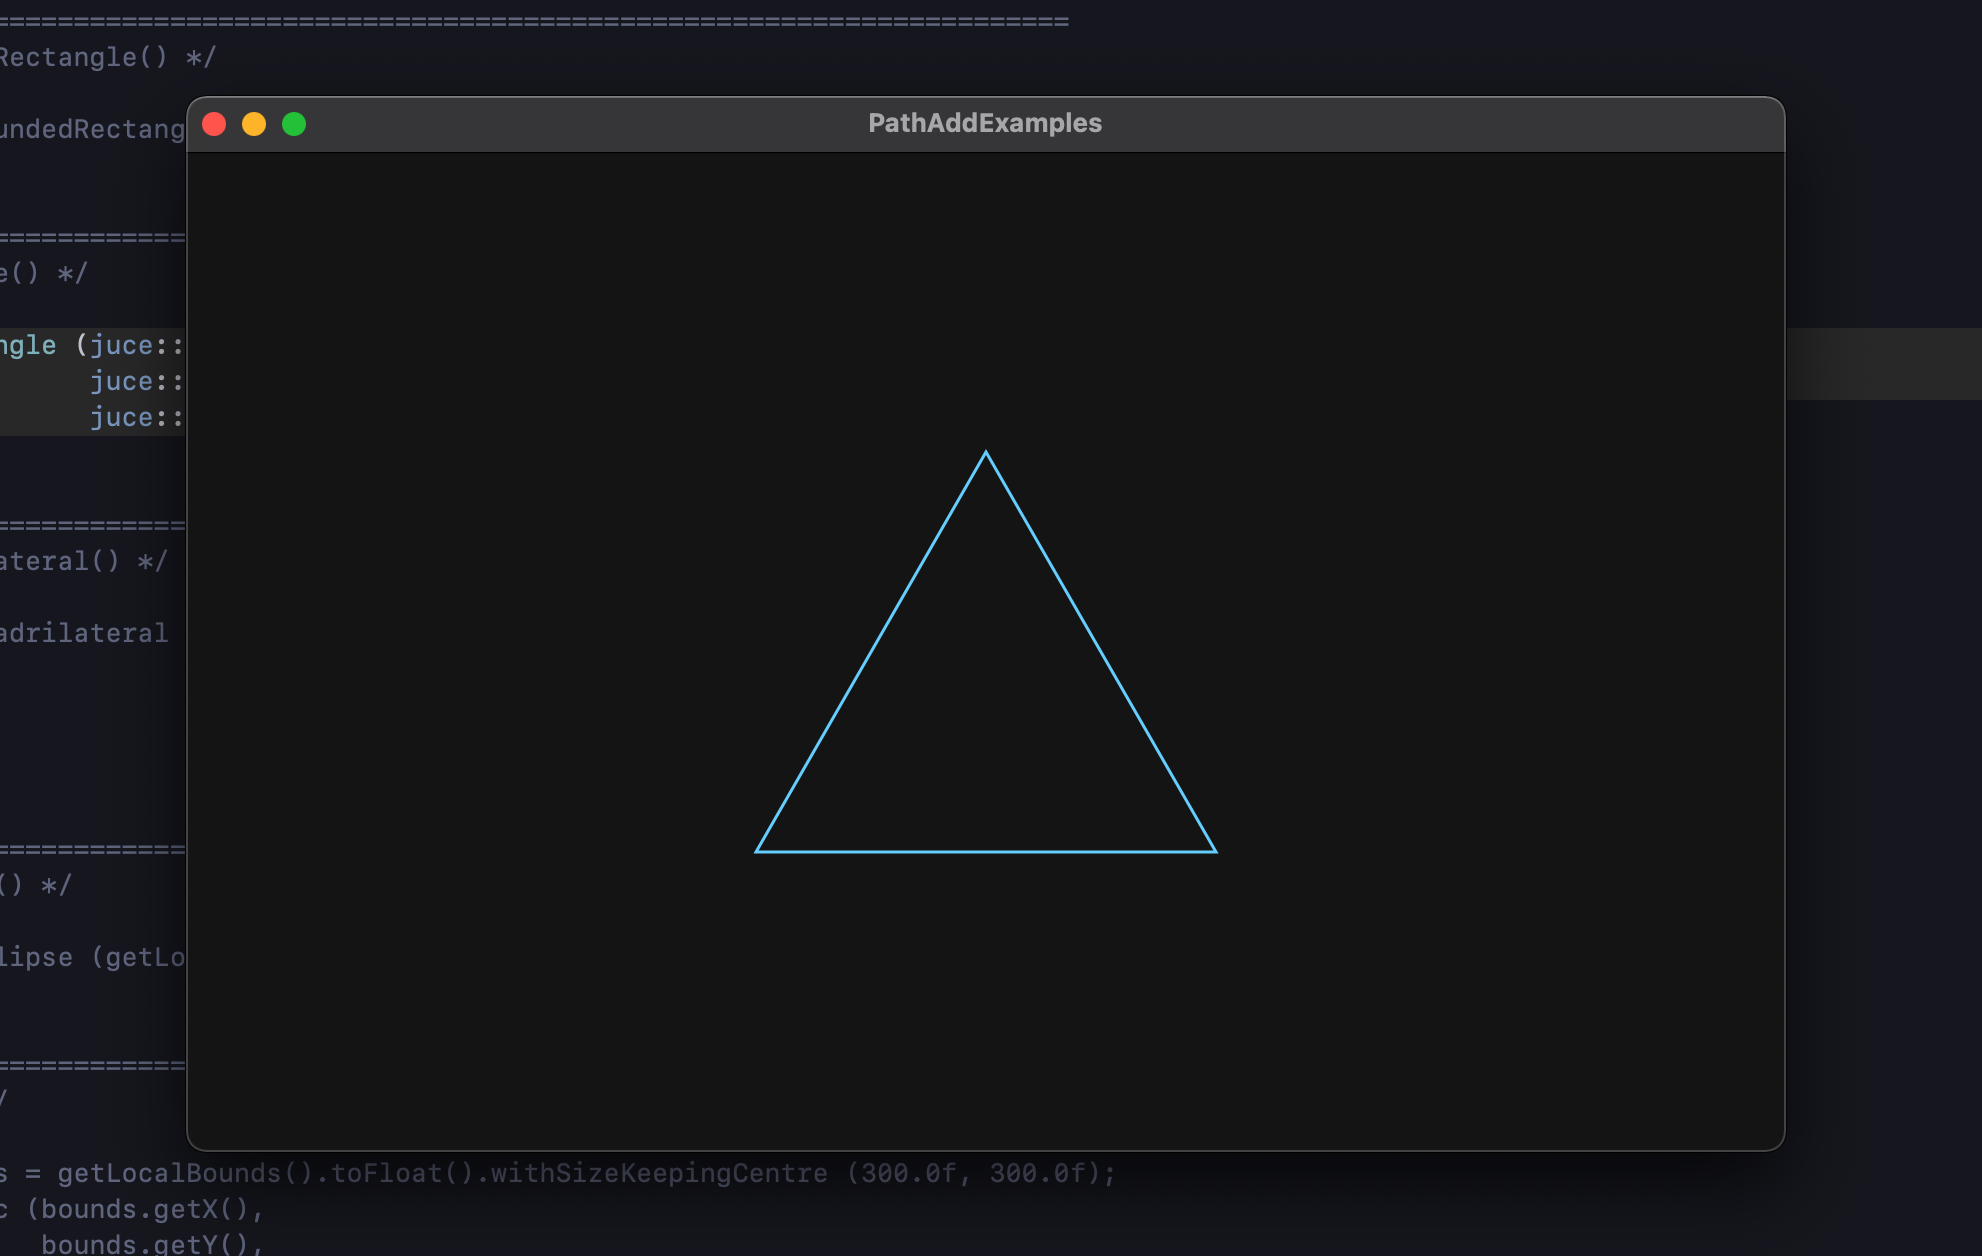 ===================================================================
Rectangle() */
PathAddExamples
undedRectang
============
e() */
ngle (juce::
juce::
juce::
============
ateral() */
adrilateral
============
() */
lipse (getLo
============
/
s = getLocalBounds().toFloat().withSizeKeepingCentre (300.0f, 300.0f);
c (bounds.getX(),
bounds.getY(),